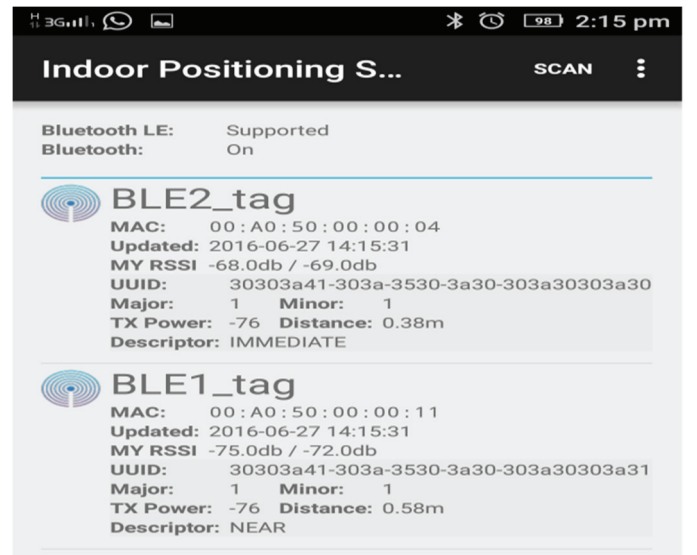 H 3G 98 2:15 pm
Indoor Positioning S... SCAN
Bluetooth LE: Supported
Bluetooth: On
BLE2_tag
MAC: 00:A0:50:00:00:04
Updated: 2016-06-27 14:15:31
MY RSSI -68.0db / -69.0db
UUID: 30303a41-303a-3530-3a30-303a30303a30
Major: 1 Minor: 1
TX Power: -76 Distance: 0.38m
Descriptor: IMMEDIATE
BLE1_tag
MAC: 00:A0:50:00:00:11
Updated: 2016-06-27 14:15:31
MY RSSI -75.0db / -72.0db
UUID: 30303a41-303a-3530-3a30-303a30303a31
Major: 1 Minor: 1
TX Power: -76 Distance: 0.58m
Descriptor: NEAR